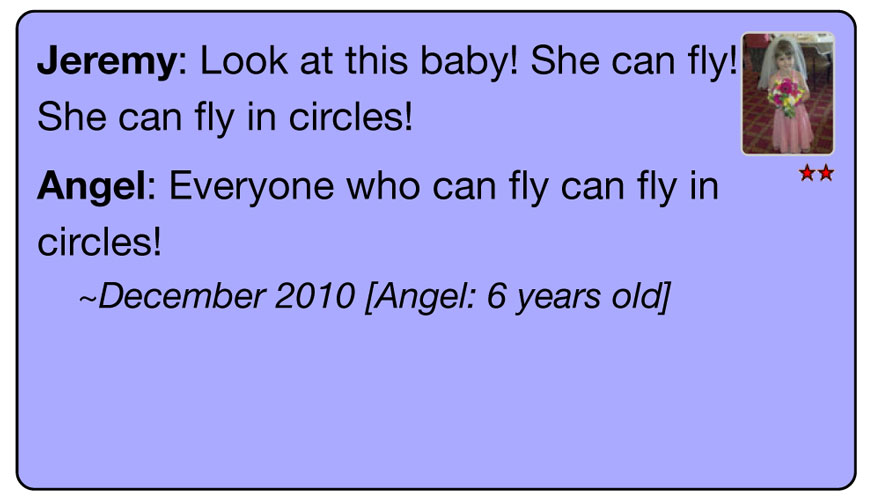 Jeremy: Look at this baby! She can fly!
She can fly in circles!
Angel: Everyone who can fly can fly in
circles!
~December 2010 [Angel: 6 years old]